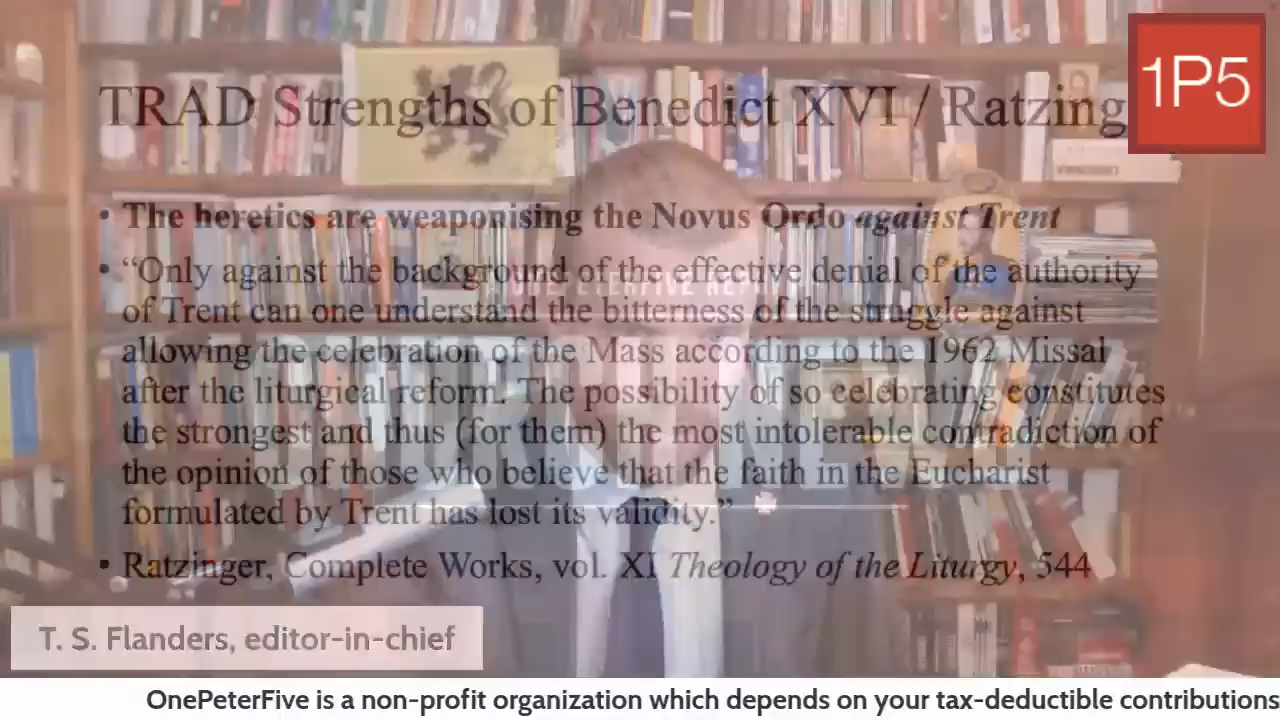 1P5
TRAD Strengths of Benedict XVI / Ratzing
• The heretics are weaponising the Novus Ordo against Trent
• “Only against the background of the effective denial of the authority
of Trent can one understand the bitterness of the struggle against
allowing the celebration of the Mass according to the 1962 Missal
after the liturgical reform. The possibility of so celebrating constitutes
the strongest and thus (for them) the most intolerable contradiction of
the opinion of those who believe that the faith in the Eucharist
formulated by Trent has lost its validity.”
• Ratzinger, Complete Works, vol. XI Theology of the Liturgy, 544
T. S. Flanders, editor-in-chief
OnePeterFive is a non-profit organization which depends on your tax-deductible contributions